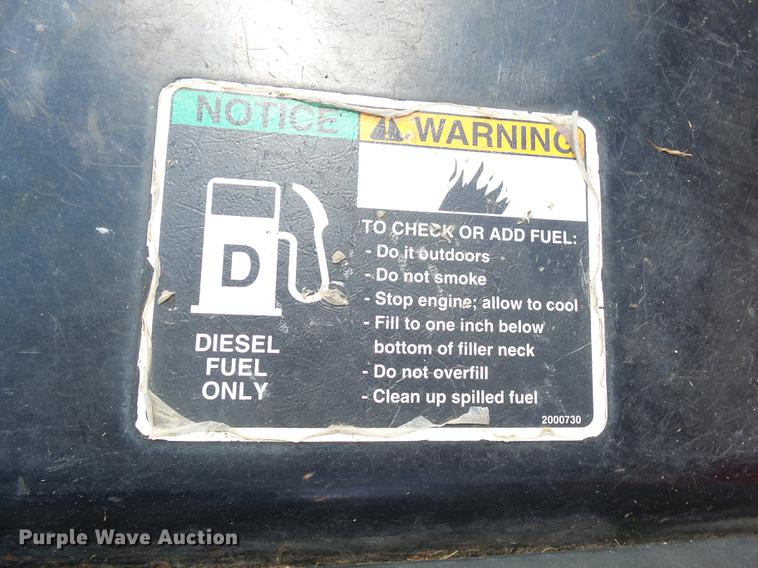 NOTICE
WARNING
D
DIESEL
FUEL
ONLY
TO CHECK OR ADD FUEL:
- Do it outdoors
- Do not smoke
- Stop engine; allow to cool
- Fill to one inch below
bottom of filler neck
- Do not overfill
- Clean up spilled fuel
2000730
Purple Wave Auction